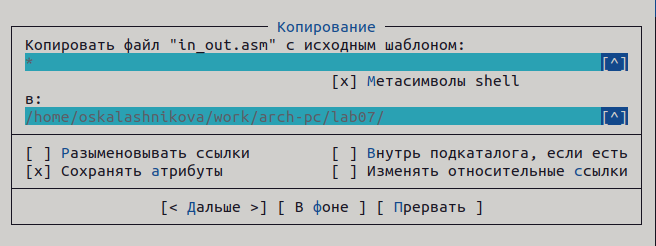 Копирование
Копировать файл "in_out.asm" с исходным шаблоном:
* [^]
[x] Метасимволы shell
в:
/home/oskalashnikova/work/arch-pc/lab07/ [^]
[ ] Разыменовывать ссылки [ ] Внутрь подкаталога, если есть
[x] Сохранять атрибуты [ ] Изменять относительные ссылки
[< Дальше >] [ В фоне ] [ Прервать ]